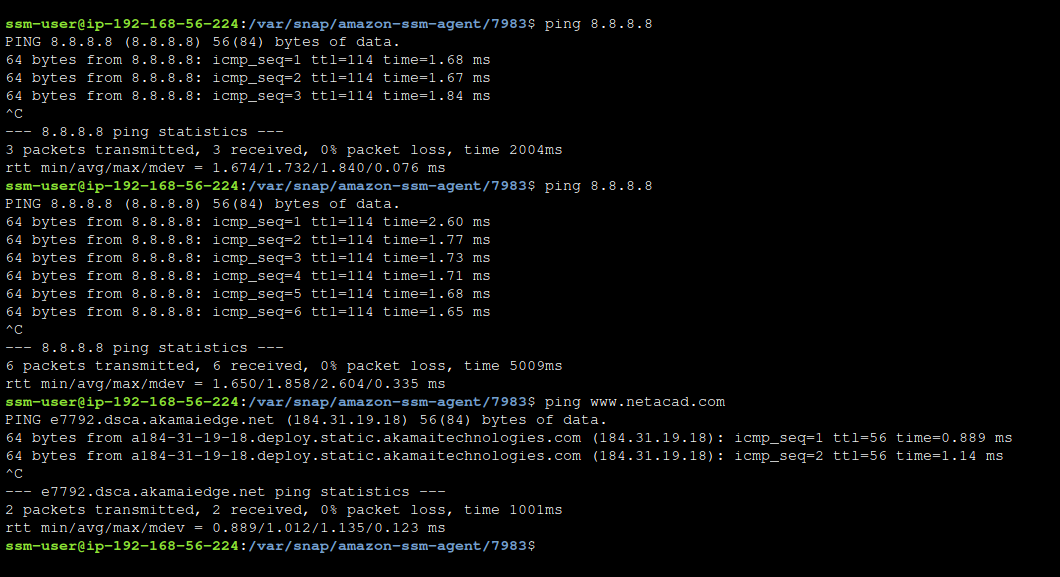 ssm-user@ip-192-168-56-224:/var/snap/amazon-ssm-agent/7983$ ping 8.8.8.8
PING 8.8.8.8 (8.8.8.8) 56(84) bytes of data.
64 bytes from 8.8.8.8: icmp_seq=1 ttl=114 time=1.68 ms
64 bytes from 8.8.8.8: icmp_seq=2 ttl=114 time=1.67 ms
64 bytes from 8.8.8.8: icmp_seq=3 ttl=114 time=1.84 ms
^C
--- 8.8.8.8 ping statistics ---
3 packets transmitted, 3 received, 0% packet loss, time 2004ms
rtt min/avg/max/mdev = 1.674/1.732/1.840/0.076 ms
ssm-user@ip-192-168-56-224:/var/snap/amazon-ssm-agent/7983$ ping 8.8.8.8
PING 8.8.8.8 (8.8.8.8) 56(84) bytes of data.
64 bytes from 8.8.8.8: icmp_seq=1 ttl=114 time=2.60 ms
64 bytes from 8.8.8.8: icmp_seq=2 ttl=114 time=1.77 ms
64 bytes from 8.8.8.8: icmp_seq=3 ttl=114 time=1.73 ms
64 bytes from 8.8.8.8: icmp_seq=4 ttl=114 time=1.71 ms
64 bytes from 8.8.8.8: icmp_seq=5 ttl=114 time=1.68 ms
64 bytes from 8.8.8.8: icmp_seq=6 ttl=114 time=1.65 ms
^C
--- 8.8.8.8 ping statistics ---
6 packets transmitted, 6 received, 0% packet loss, time 5009ms
rtt min/avg/max/mdev = 1.650/1.858/2.604/0.335 ms
ssm-user@ip-192-168-56-224:/var/snap/amazon-ssm-agent/7983$ ping www.netacad.com
PING e7792.dsca.akamaiedge.net (184.31.19.18) 56(84) bytes of data.
64 bytes from a184-31-19-18.deploy.static.akamaitechnologies.com (184.31.19.18): icmp_seq=1 ttl=56 time=0.889 ms
64 bytes from a184-31-19-18.deploy.static.akamaitechnologies.com (184.31.19.18): icmp_seq=2 ttl=56 time=1.14 ms
^C
--- e7792.dsca.akamaiedge.net ping statistics ---
2 packets transmitted, 2 received, 0% packet loss, time 1001ms
rtt min/avg/max/mdev = 0.889/1.012/1.135/0.123 ms
ssm-user@ip-192-168-56-224:/var/snap/amazon-ssm-agent/7983$